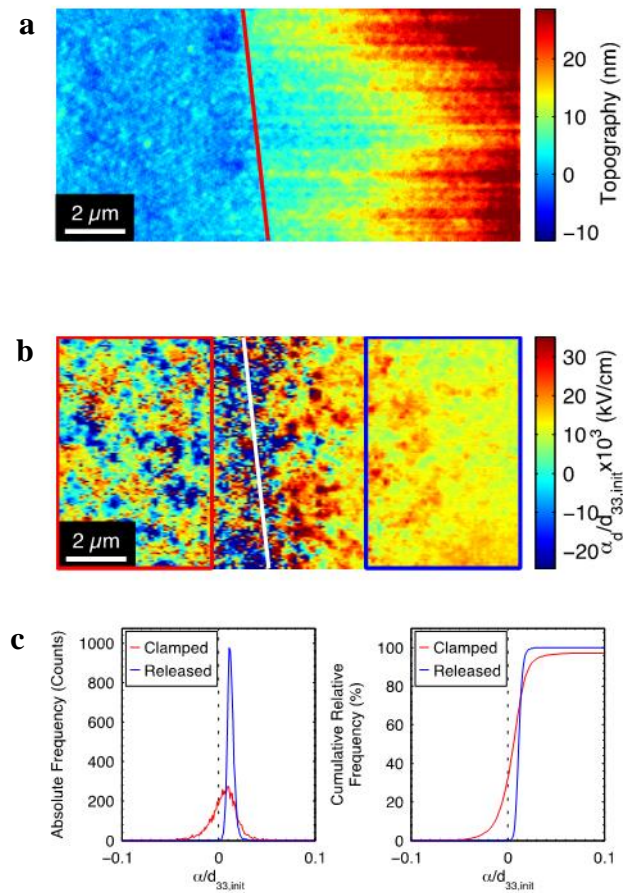 a
20
10
0
−10
Topography (nm)
2 µm
b
30
20
10
0
−10
−20
α_d/d_33,init x10^3 (kV/cm)
2 µm
c
1000
800
600
400
200
0
Absolute Frequency (Counts)
Clamped
Released
−0.1
0
0.1
α/d_33,init
100
80
60
40
20
0
Cumulative Relative
Frequency (%)
Clamped
Released
−0.1
0
0.1
α/d_33,init